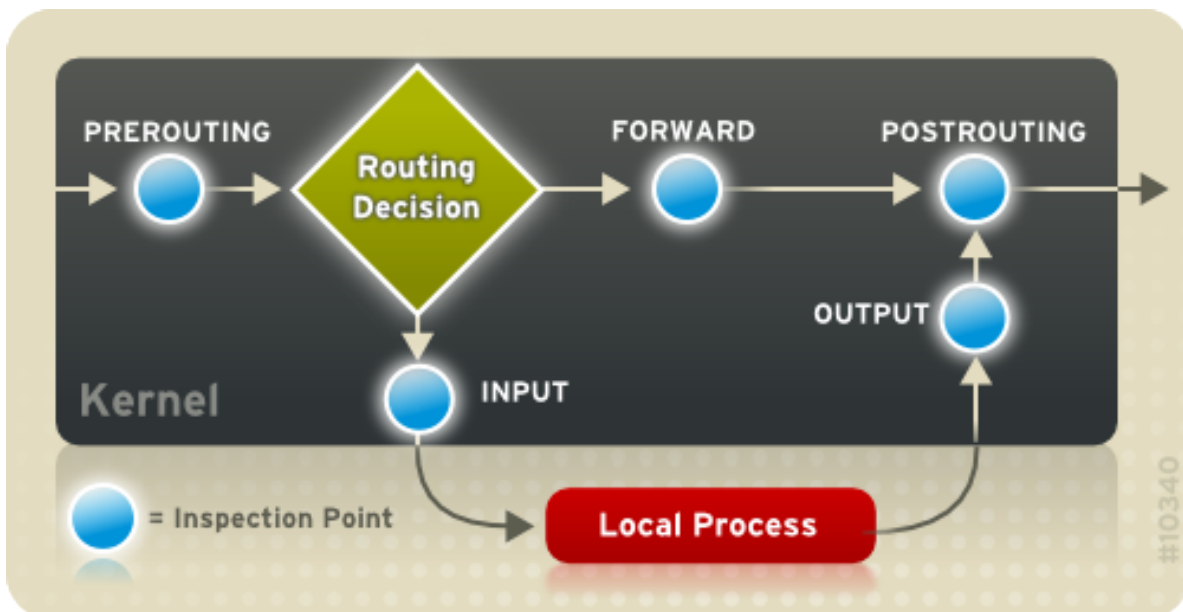 PREROUTING
Routing
Decision
FORWARD
POSTROUTING
OUTPUT
INPUT
Kernel
= Inspection Point
Local Process
#10340